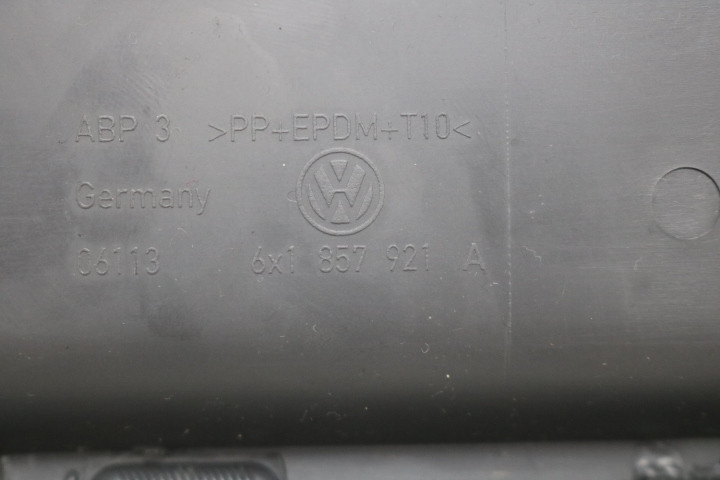 ABP 3 >PP+EPDM+T10<
Germany
06113 6x1 857 921 A